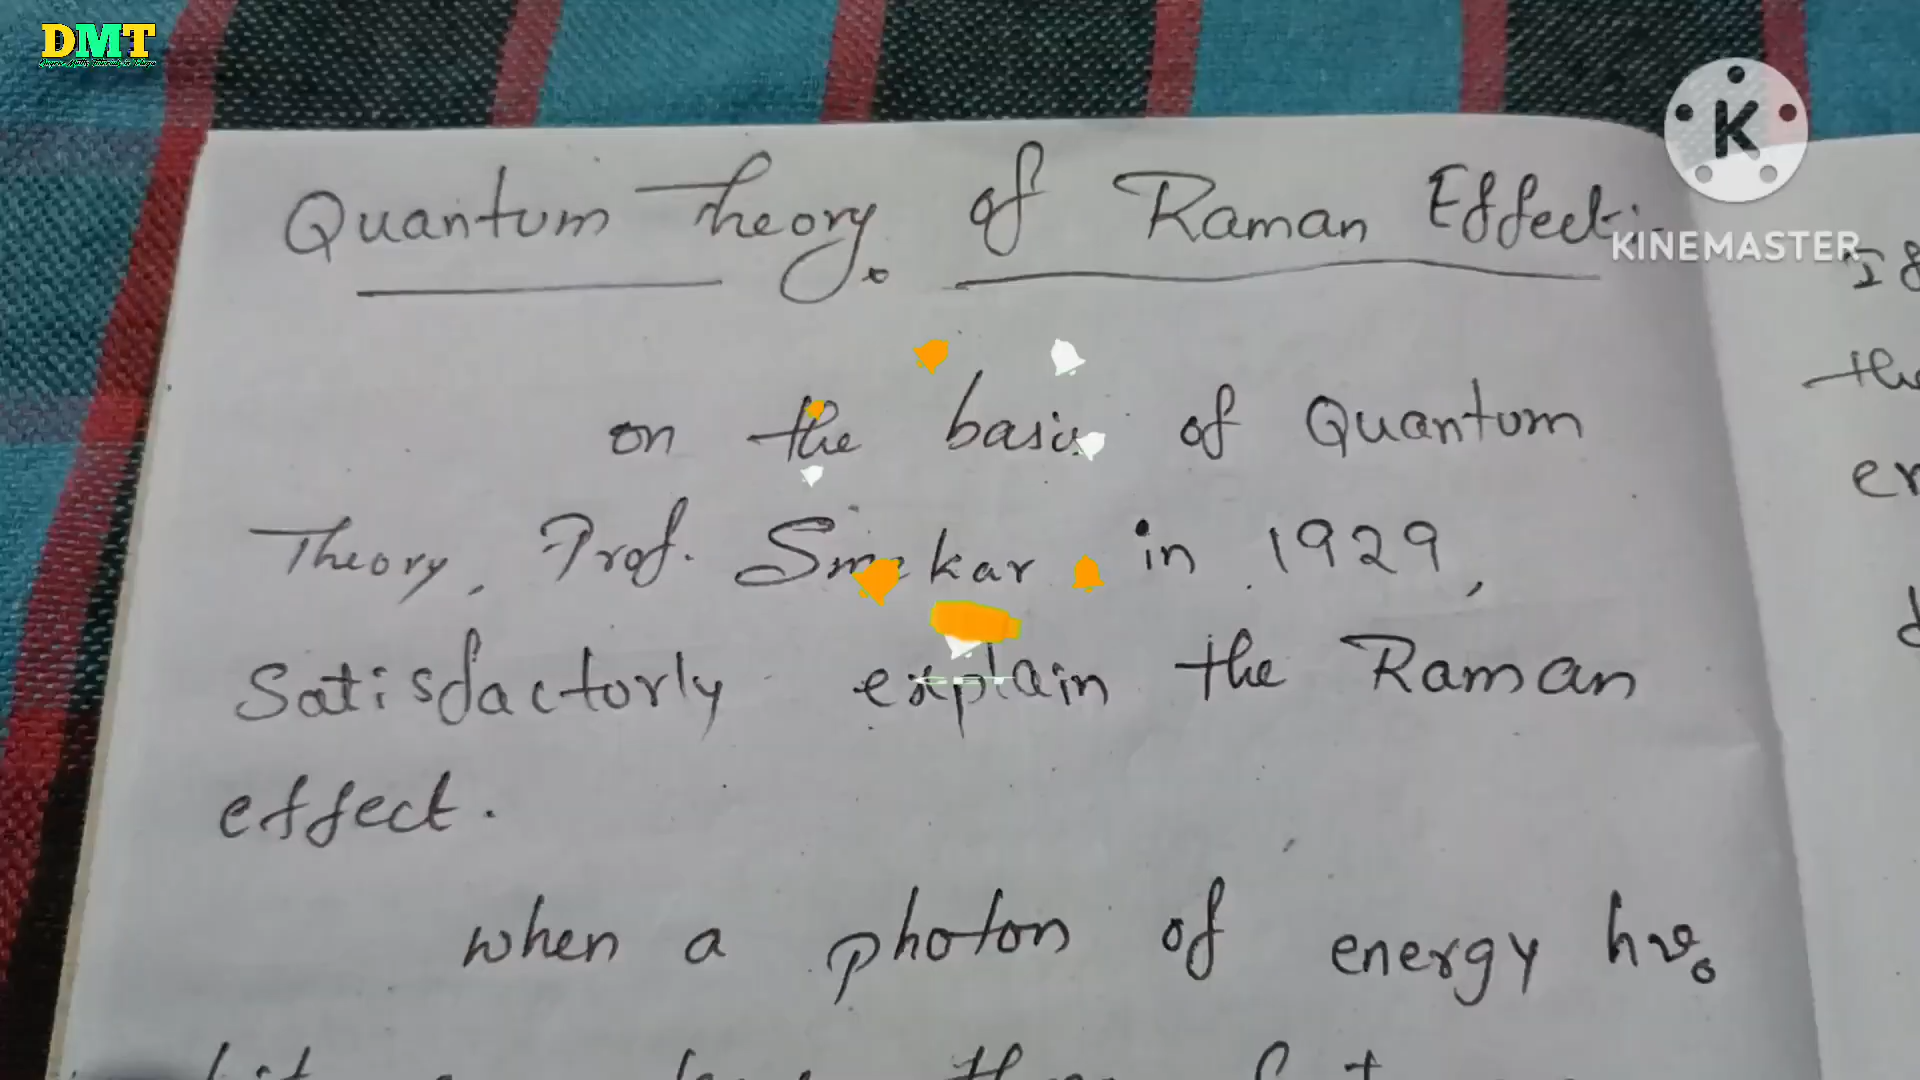 DMT
KINEMASTER
Quantum Theory of Raman Effect:-
on the basis of Quantum
Theory, Prof. in 1929,
Satisfactorly explain the Raman
effect.
when a photon of energy hν₀